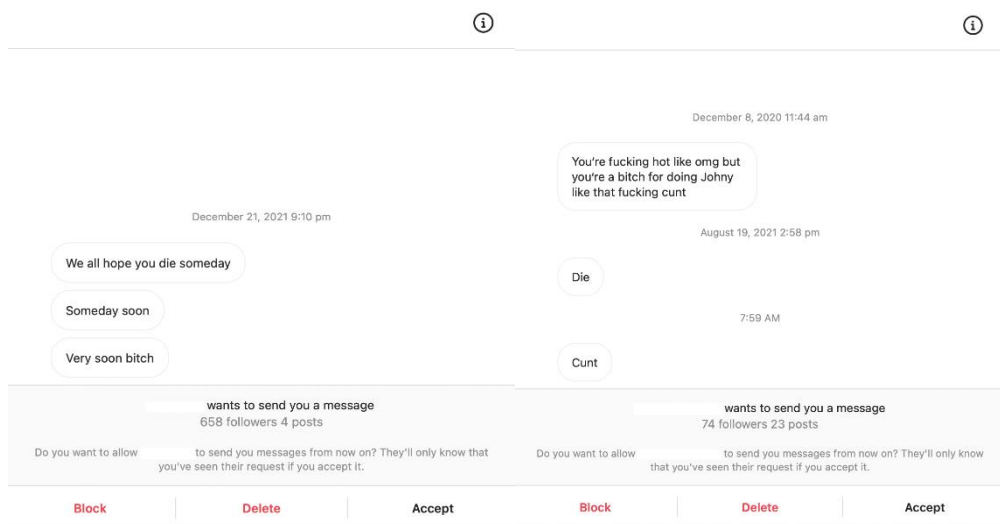 December 21, 2021 9:10 pm
We all hope you die someday
Someday soon
Very soon bitch
wants to send you a message
658 followers 4 posts
Do you want to allow to send you messages from now on? They'll only know that
you've seen their request if you accept it.
Block
Delete
Accept
December 8, 2020 11:44 am
You're fucking hot like omg but
you're a bitch for doing Johny
like that fucking cunt
August 19, 2021 2:58 pm
Die
7:59 AM
Cunt
wants to send you a message
74 followers 23 posts
Do you want to allow to send you messages from now on? They'll only know
that you've seen their request if you accept it.
Block
Delete
Accept